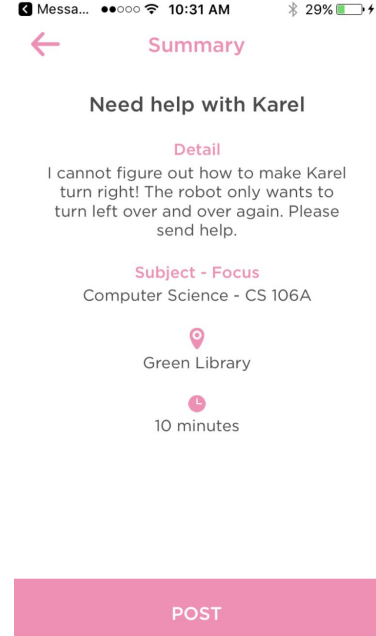 Messa... 10:31 AM 29%
Summary
Need help with Karel
Detail
I cannot figure out how to make Karel
turn right! The robot only wants to
turn left over and over again. Please
send help.
Subject - Focus
Computer Science - CS 106A
Green Library
10 minutes
POST